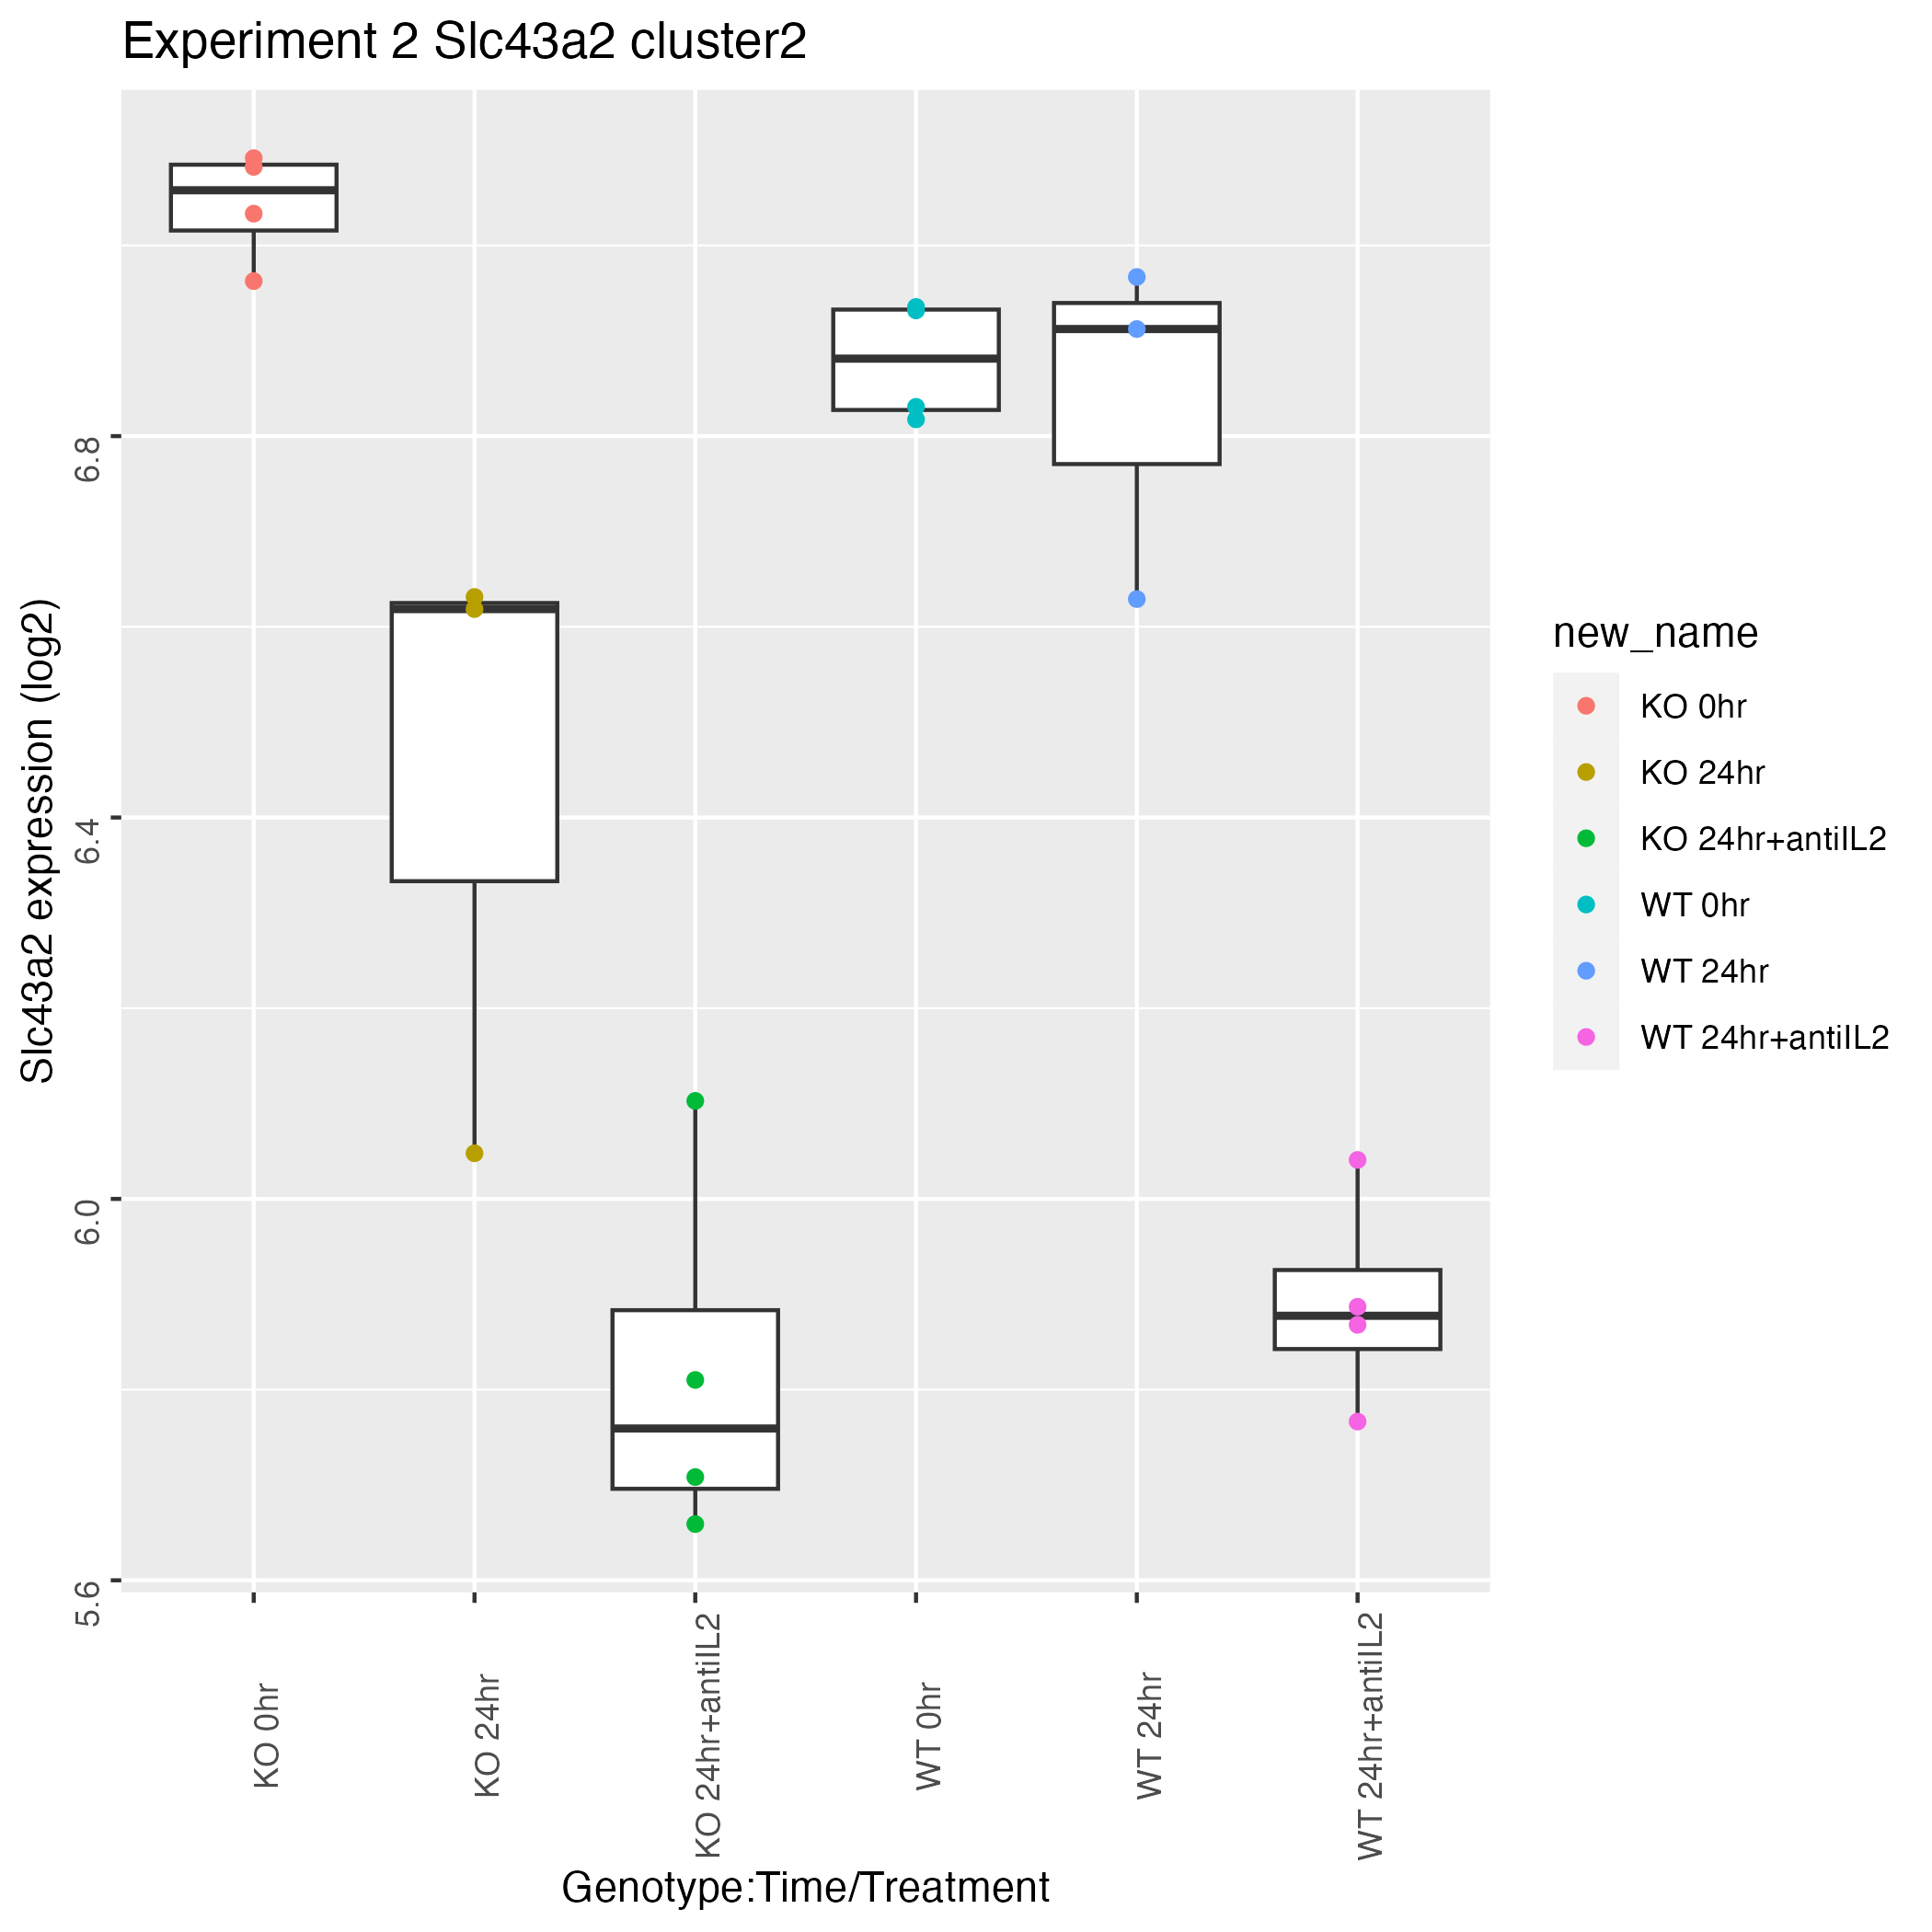 Experiment 2 Slc43a2 cluster2
Slc43a2 expression (log2)
6.8
6.4
6.0
5.6
KO 0hr
KO 24hr
KO 24hr+antiIL2
WT 0hr
WT 24hr
WT 24hr+antiIL2
Genotype:Time/Treatment
new_name
KO 0hr
KO 24hr
KO 24hr+antiIL2
WT 0hr
WT 24hr
WT 24hr+antiIL2